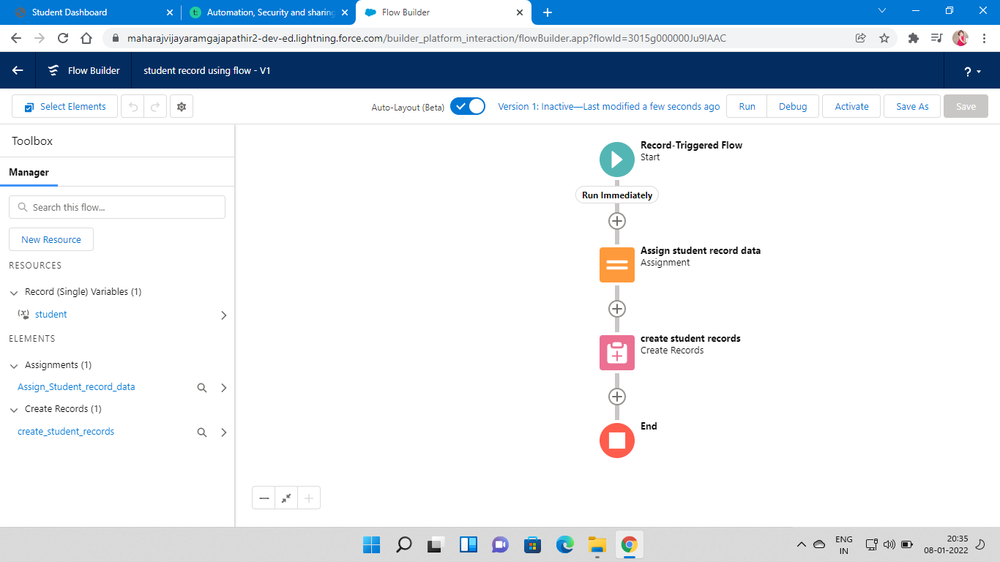 Student Dashboard
Automation, Security and sharing
Flow Builder
maharajvijayaramgajapathir2-dev-ed.lightning.force.com/builder_platform_interaction/flowBuilder.app?flowId=3015g000000Ju9IAAC
Flow Builder
student record using flow - V1
?
Select Elements
Auto-Layout (Beta)
Version 1: Inactive—Last modified a few seconds ago
Run
Debug
Activate
Save As
Save
Toolbox
Manager
Search this flow...
New Resource
RESOURCES
Record (Single) Variables (1)
student
ELEMENTS
Assignments (1)
Assign_Student_record_data
Create Records (1)
create_student_records
Record-Triggered Flow
Start
Run Immediately
Assign student record data
Assignment
create student records
Create Records
End
ENG
IN
20:35
08-01-2022